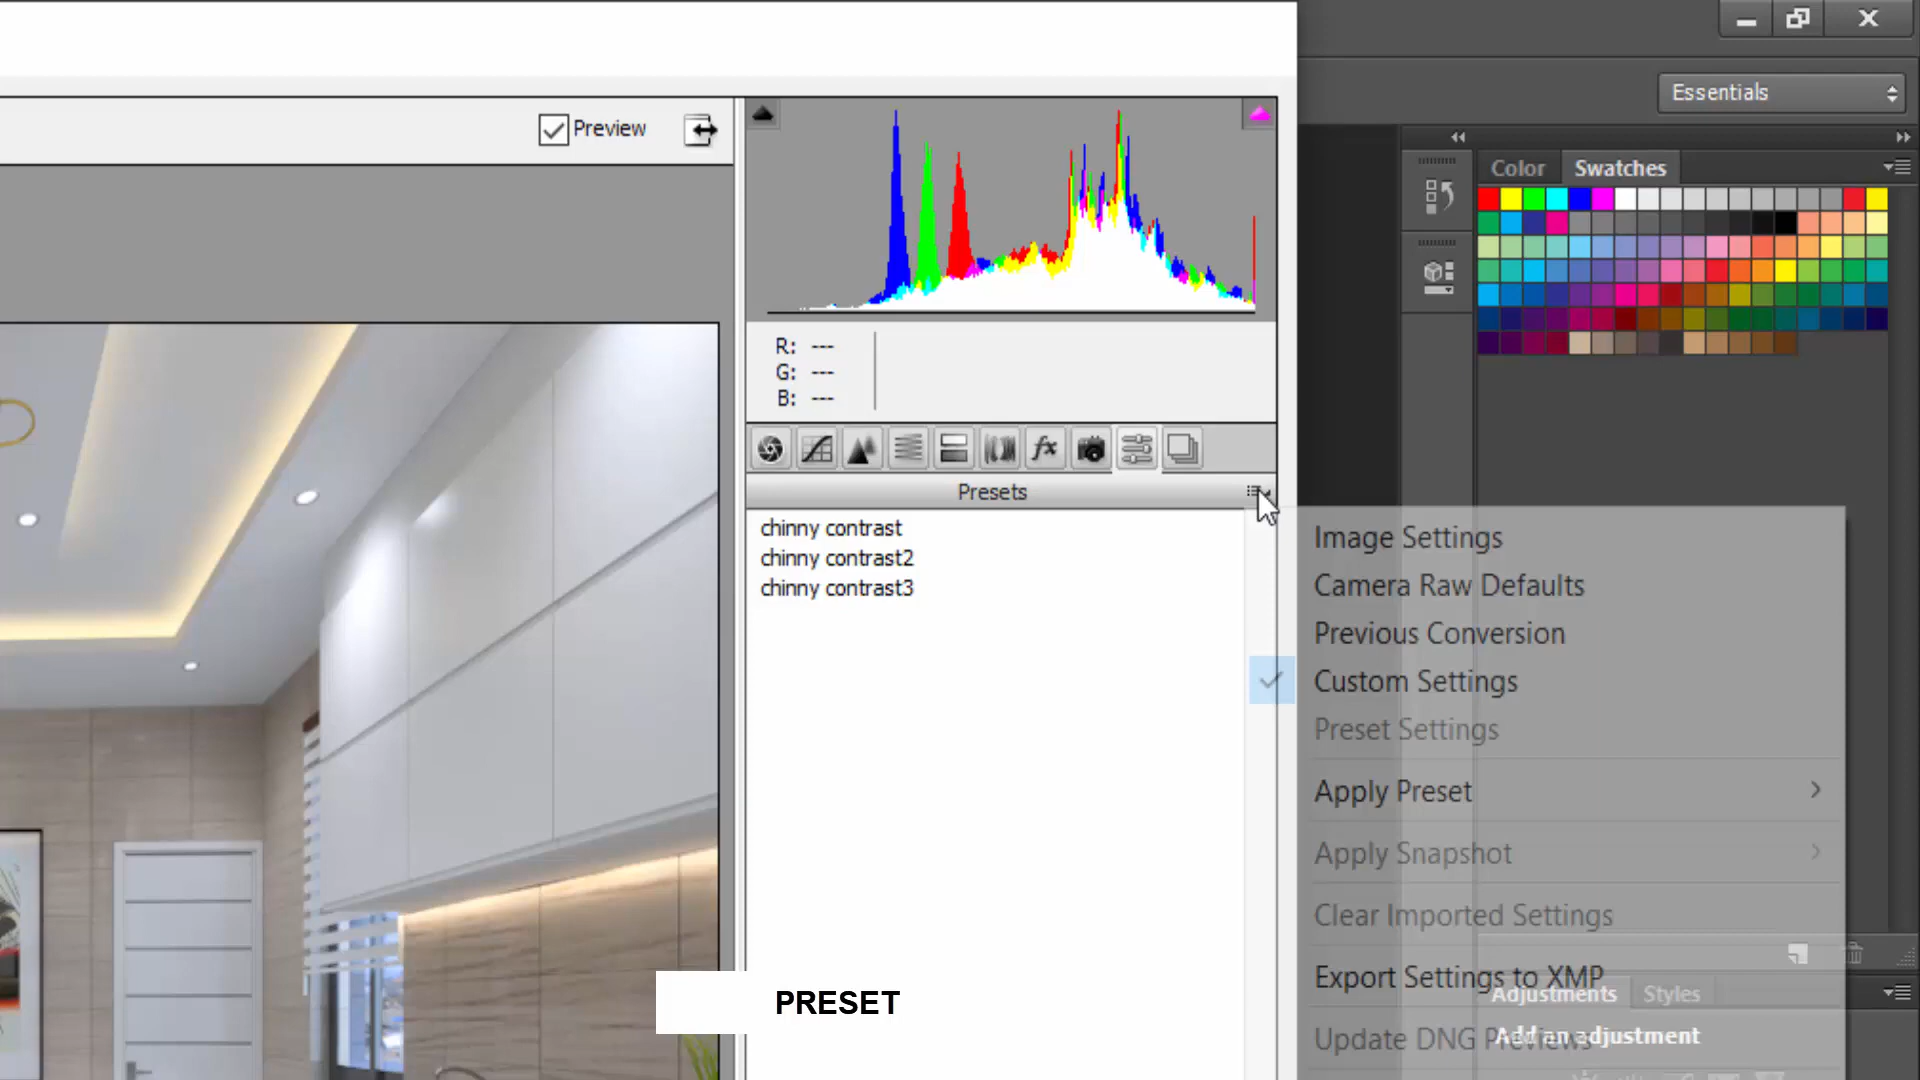 Essentials
Preview
Color
Swatches
R: ---
G: ---
B: ---
fx
Presets
chinny contrast
chinny contrast2
chinny contrast3
Image Settings
Camera Raw Defaults
Previous Conversion
Custom Settings
Preset Settings
Apply Preset
Apply Snapshot
Clear Imported Settings
Export Settings to XMP
Adjustments
Styles
PRESET
Update DNG Previews
Add an adjustment